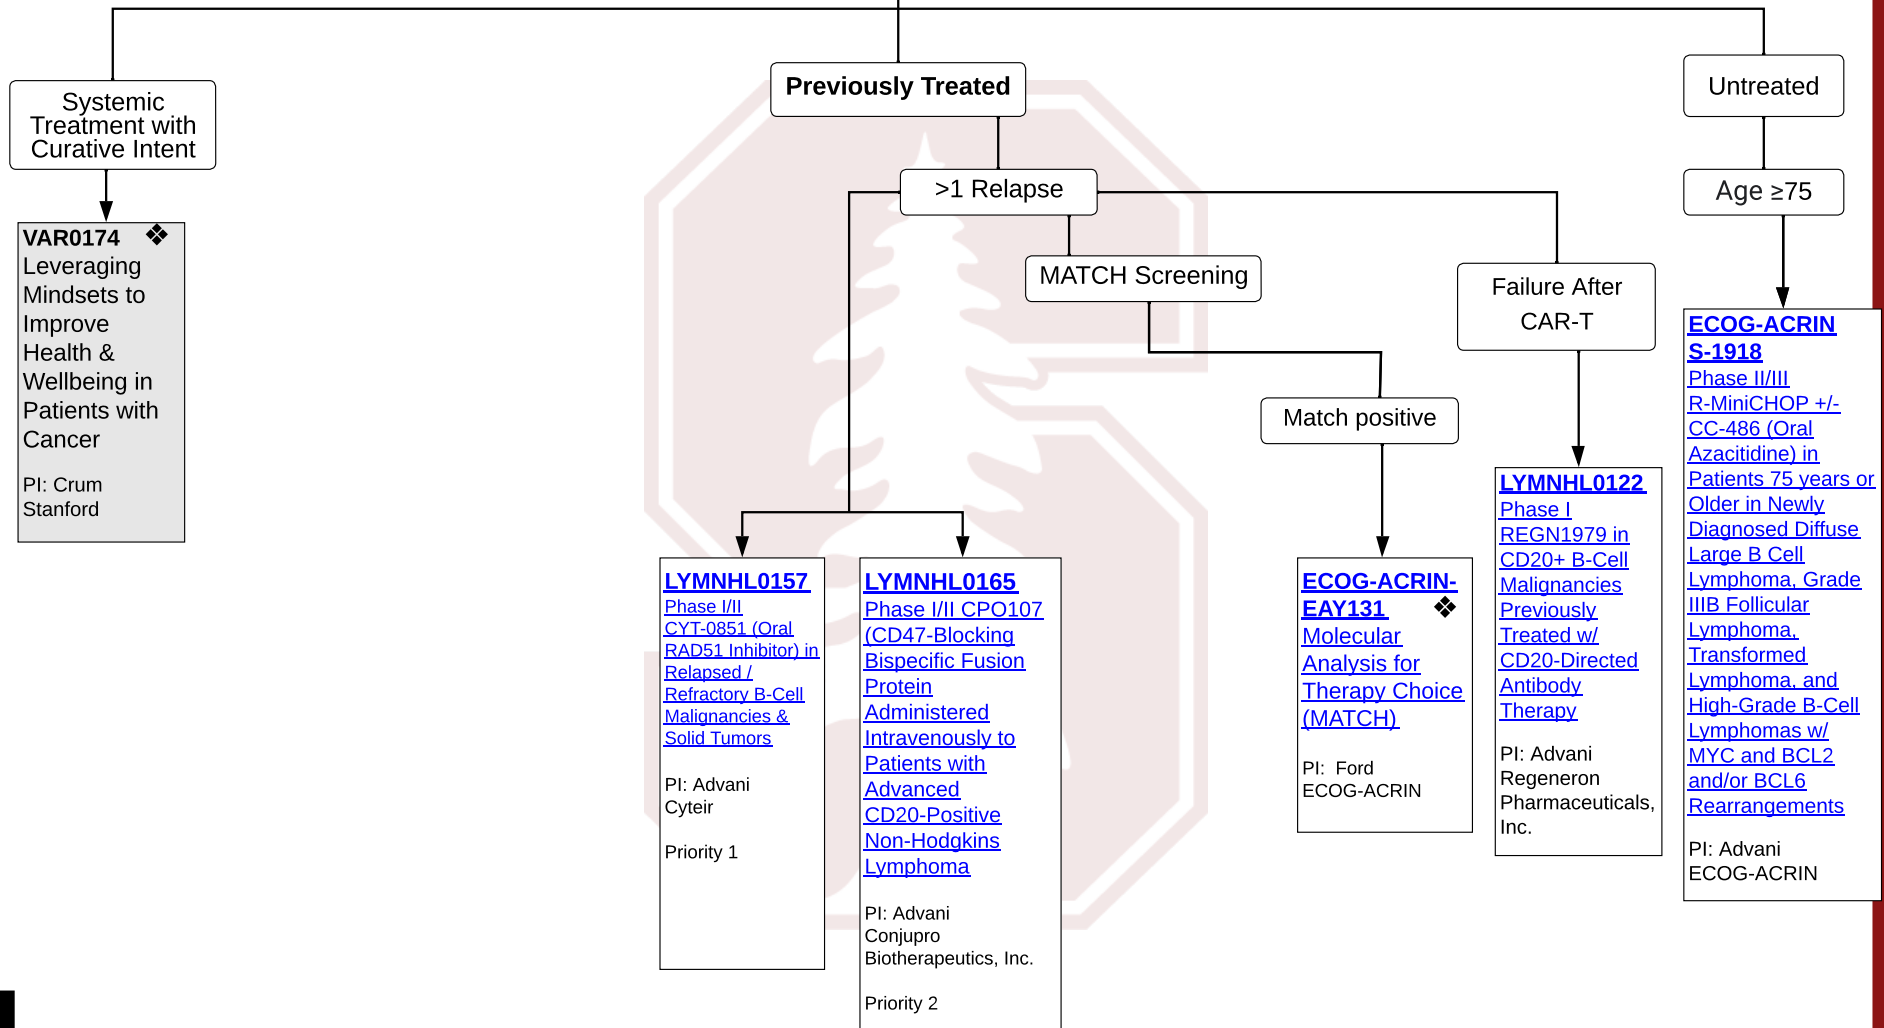 Systemic
Treatment with
Curative Intent
VAR0174 ❖
Leveraging
Mindsets to
Improve
Health &
Wellbeing in
Patients with
Cancer
PI: Crum
Stanford
Previously Treated
>1 Relapse
MATCH Screening
Match positive
Failure After
CAR-T
LYMNHL0157
Phase I/II
CYT-0851 (Oral
RAD51 Inhibitor) in
Relapsed /
Refractory B-Cell
Malignancies &
Solid Tumors
PI: Advani
Cyteir
Priority 1
LYMNHL0165
Phase I/II CPO107
(CD47-Blocking
Bispecific Fusion
Protein
Administered
Intravenously to
Patients with
Advanced
CD20-Positive
Non-Hodgkins
Lymphoma
PI: Advani
Conjupro
Biotherapeutics, Inc.
Priority 2
ECOG-ACRIN-
EAY131 ❖
Molecular
Analysis for
Therapy Choice
(MATCH)
PI:  Ford
ECOG-ACRIN
LYMNHL0122
Phase I
REGN1979 in
CD20+ B-Cell
Malignancies
Previously
Treated w/
CD20-Directed
Antibody
Therapy
PI: Advani
Regeneron
Pharmaceuticals,
Inc.
Untreated
Age ≥75
ECOG-ACRIN
S-1918
Phase II/III
R-MiniCHOP +/-
CC-486 (Oral
Azacitidine) in
Patients 75 years or
Older in Newly
Diagnosed Diffuse
Large B Cell
Lymphoma, Grade
IIIB Follicular
Lymphoma,
Transformed
Lymphoma, and
High-Grade B-Cell
Lymphomas w/
MYC and BCL2
and/or BCL6
Rearrangements
PI: Advani
ECOG-ACRIN